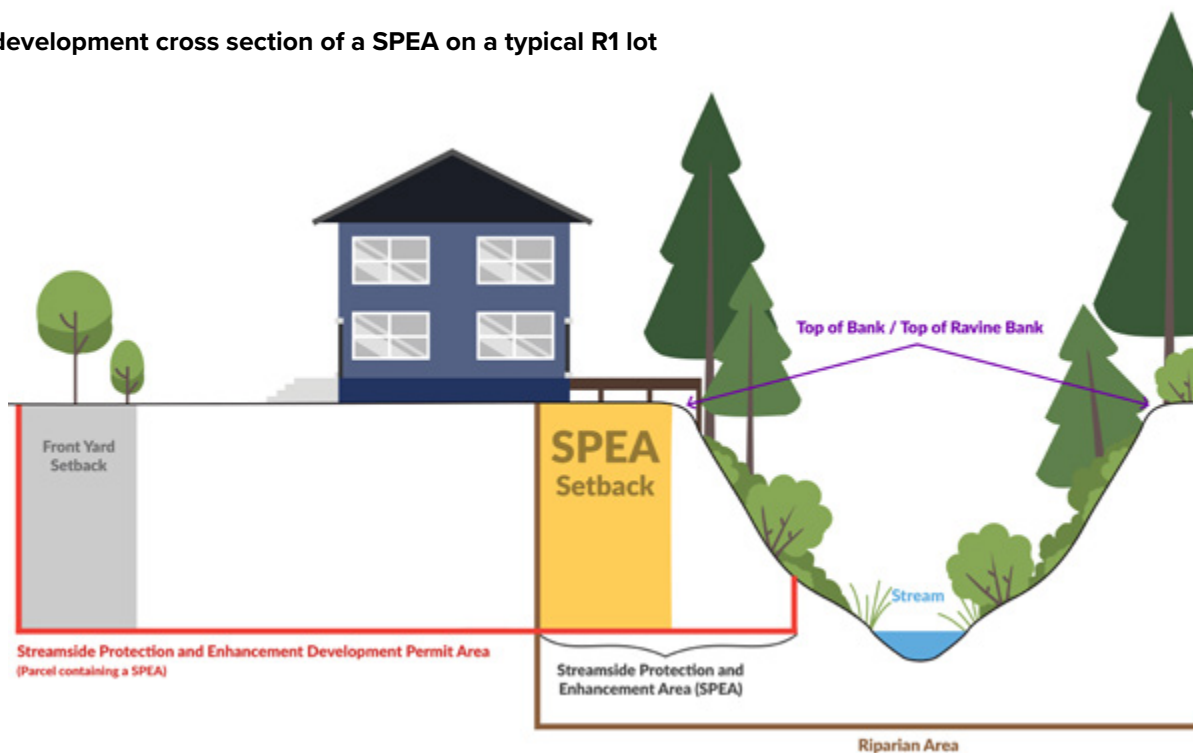 development cross section of a SPEA on a typical R1 lot
Top of Bank / Top of Ravine Bank
Front Yard
Setback
SPEA
Setback
Stream
Streamside Protection and Enhancement Development Permit Area
(Parcel containing a SPEA)
Streamside Protection and
Enhancement Area (SPEA)
Riparian Area